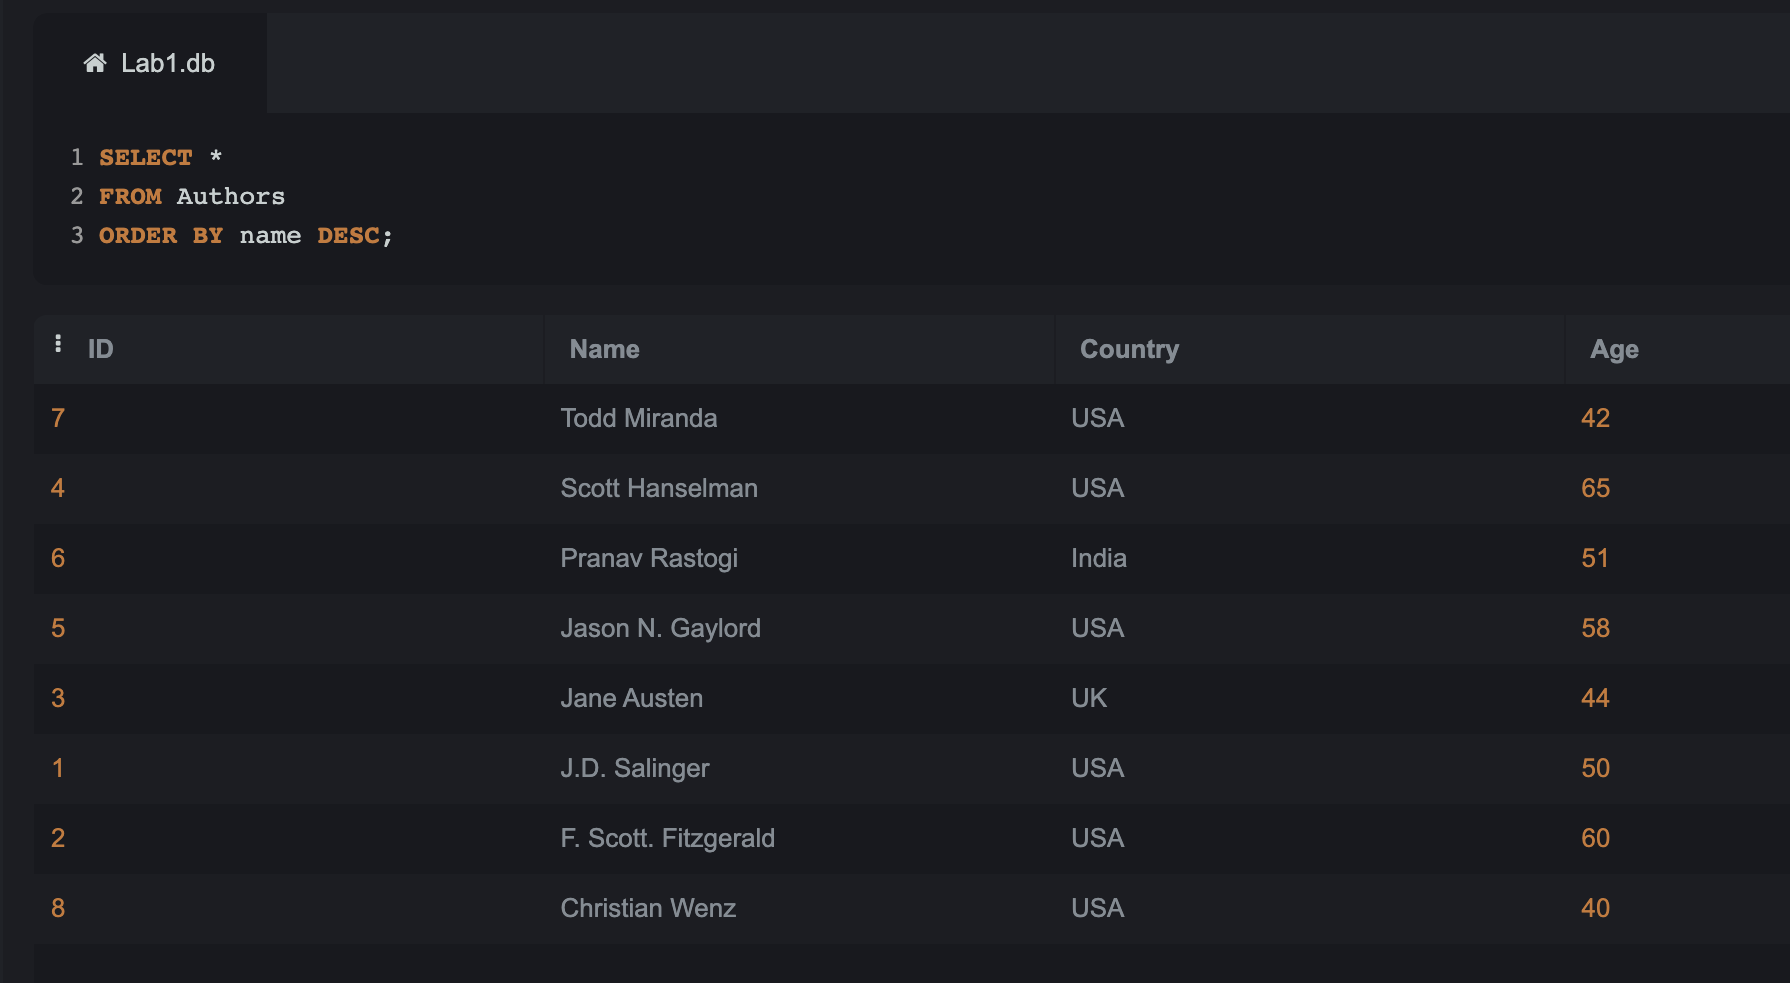 Lab1.db
1 SELECT *
2 FROM Authors
3 ORDER BY name DESC;
ID Name Country Age
7 Todd Miranda USA 42
4 Scott Hanselman USA 65
6 Pranav Rastogi India 51
5 Jason N. Gaylord USA 58
3 Jane Austen UK 44
1 J.D. Salinger USA 50
2 F. Scott. Fitzgerald USA 60
8 Christian Wenz USA 40